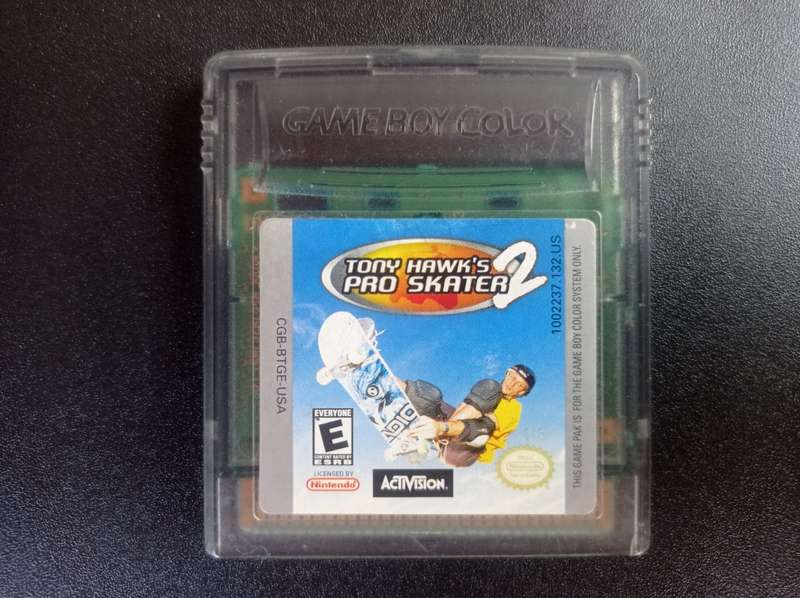 GAME BOY COLOR
TONY HAWK'S
PRO SKATER 2
CGB-BTGE-USA
1002237.132.US
THIS GAME PAK IS FOR THE GAME BOY COLOR SYSTEM ONLY.
EVERYONE
E
CONTENT RATED BY
ESRB
LICENSED BY
Nintendo
ACTIVISION.
Nintendo